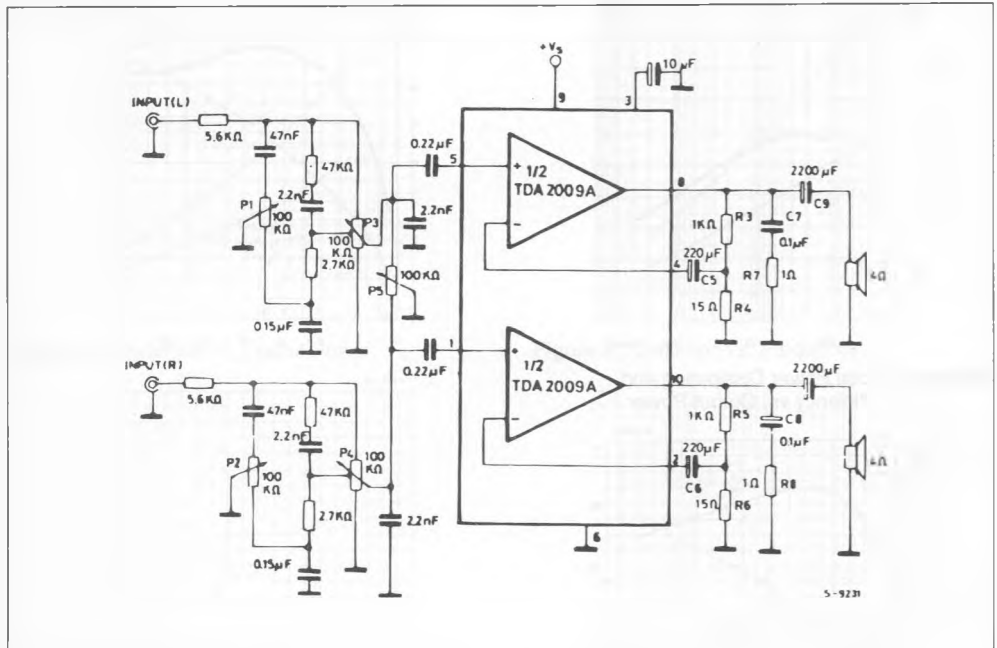 +Vs
10 µF
9
3
INPUT(L)
5.6KΩ
47nF
47KΩ
2.2nF
P1
100
KΩ
P3
100
KΩ
2.7KΩ
0.15µF
0.22µF
5
2.2nF
100KΩ
P5
0.22µF
1
+ 1/2
TDA 2009A
-
8
4
220µF
C5
1KΩ
R3
C7
0.1µF
R7
1Ω
15Ω
R4
2200µF
C9
4Ω
INPUT(R)
5.6KΩ
47nF
47KΩ
2.2nF
P2
100
KΩ
P4
100
KΩ
2.7KΩ
0.15µF
2.2nF
+
1/2
TDA 2009A
-
10
2
220µF
C6
1KΩ
R5
C8
0.1µF
1Ω
R8
15Ω
R6
2200µF
4Ω
6
S-9231